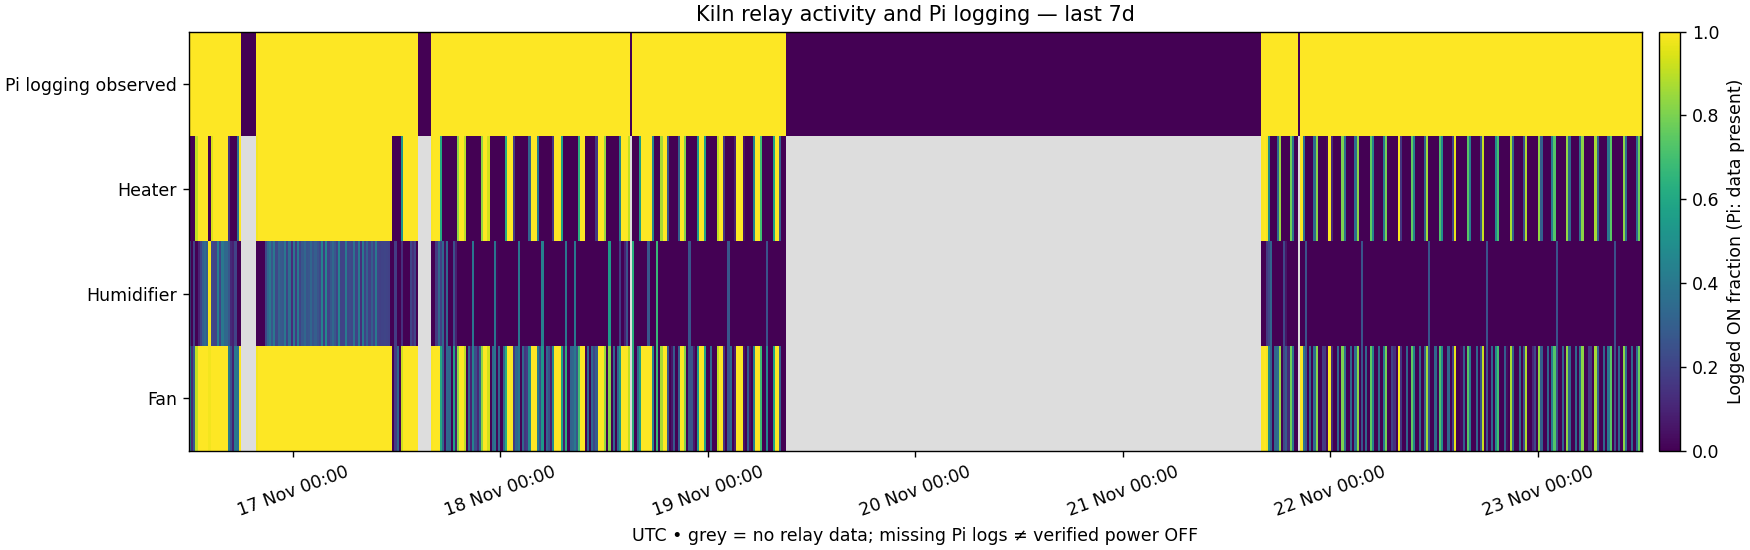 Kiln relay activity and Pi logging — last 7d
Pi logging observed
Heater
Humidifier
Fan
17 Nov 00:00
18 Nov 00:00
19 Nov 00:00
20 Nov 00:00
21 Nov 00:00
22 Nov 00:00
23 Nov 00:00
UTC • grey = no relay data; missing Pi logs ≠ verified power OFF
1.0
0.8
0.6
0.4
0.2
0.0
Logged ON fraction (Pi: data present)